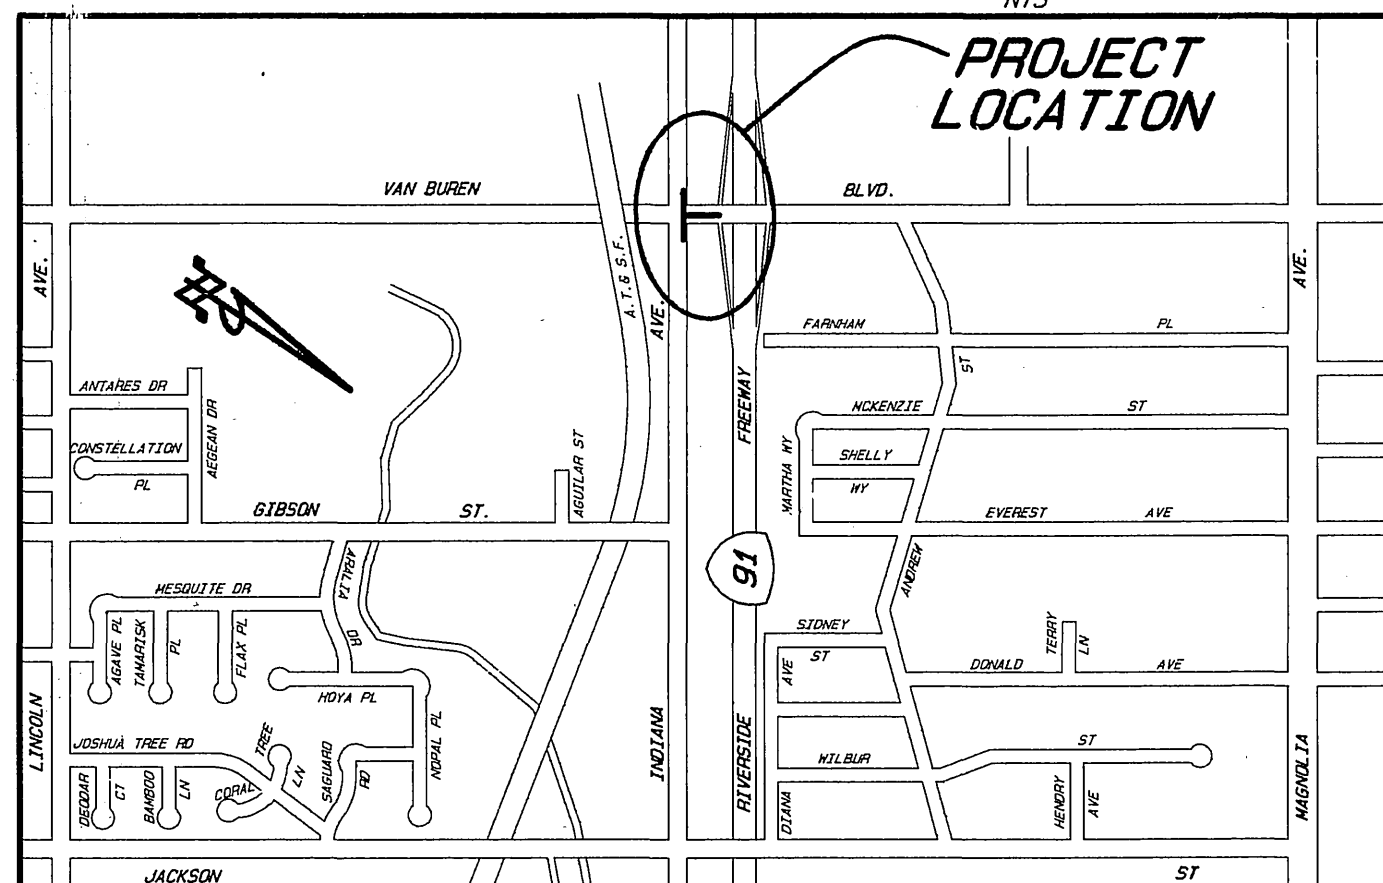 NTS
PROJECT
LOCATION
VAN BUREN
BLVD.
AVE.
A.T.& S.F.
AVE.
AVE.
FARNHAM
PL
ST
ANTARES DR
AEGEAN DR
CONSTELLATION
PL
FREEWAY
MCKENZIE
ST
MARTHA WY
SHELLY
WY
AGUILAR ST
GIBSON
ST.
EVEREST
AVE
91
ARALIA
DR
ANDREW
MESQUITE DR
AGAVE PL
TAMARISK
PL
FLAX PL
SIDNEY
ST
AVE
TERRY
LN
DONALD
AVE
HOYA PL
NOPAL PL
LINCOLN
INDIANA
RIVERSIDE
MAGNOLIA
JOSHUA TREE RD
TREE
LN
CORAL
SAGUARO
RD
DEODAR
CT
BAMBOO
LN
WILBUR
ST
DIANA
HENDRY
AVE
JACKSON
ST